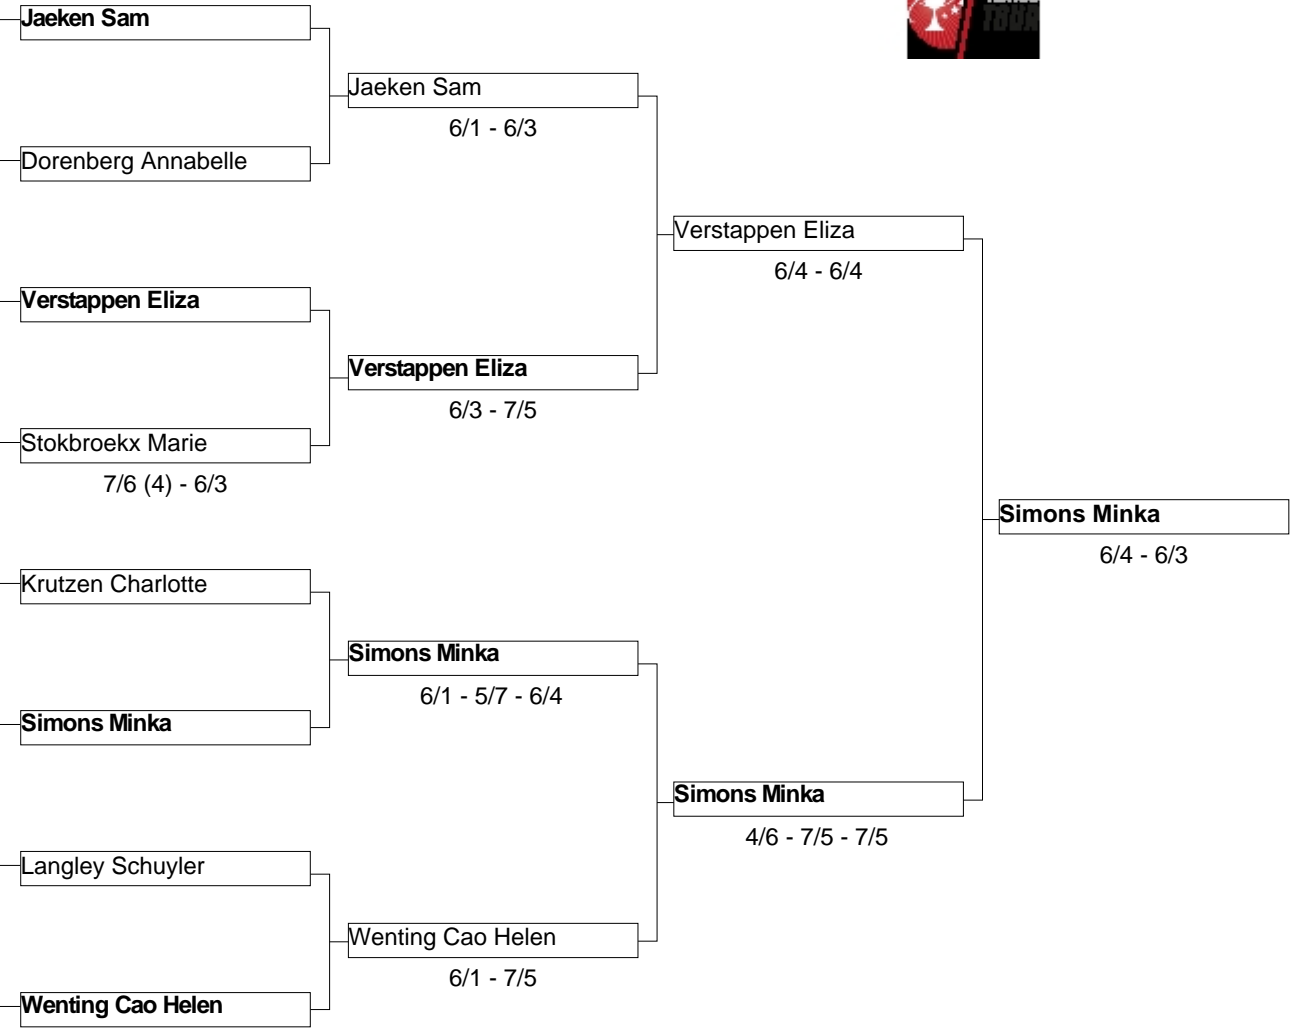 Jaeken Sam
Jaeken Sam
6/1 - 6/3
Dorenberg Annabelle
Verstappen Eliza
6/4 - 6/4
Verstappen Eliza
Verstappen Eliza
6/3 - 7/5
Stokbroekx Marie
7/6 (4) - 6/3
Simons Minka
6/4 - 6/3
Krutzen Charlotte
Simons Minka
6/1 - 5/7 - 6/4
Simons Minka
Simons Minka
4/6 - 7/5 - 7/5
Langley Schuyler
Wenting Cao Helen
6/1 - 7/5
Wenting Cao Helen